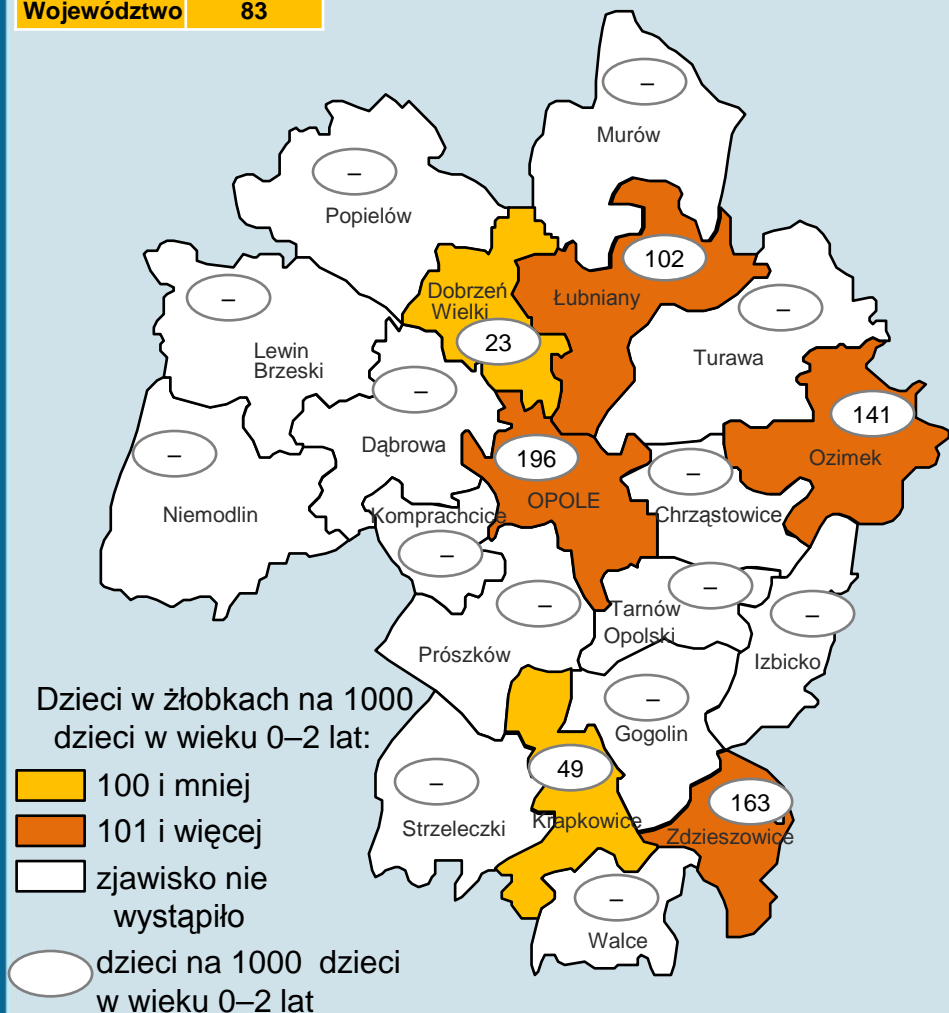 Województwo 83
–
Murów
–
Popielów
102
Łubniany
–
Lewin
Brzeski
Dobrzeń
Wielki
23
–
Turawa
–
Dąbrowa
141
Ozimek
–
Niemodlin
196
OPOLE
–
Chrząstowice
Komprachcice
–
–
Prószków
–
Tarnów
Opolski
–
Izbicko
–
Gogolin
–
Strzeleczki
49
Krapkowice
163
Zdzieszowice
–
Walce
Dzieci w żłobkach na 1000
dzieci w wieku 0–2 lat:
100 i mniej
101 i więcej
zjawisko nie
wystąpiło
dzieci na 1000 dzieci
w wieku 0–2 lat